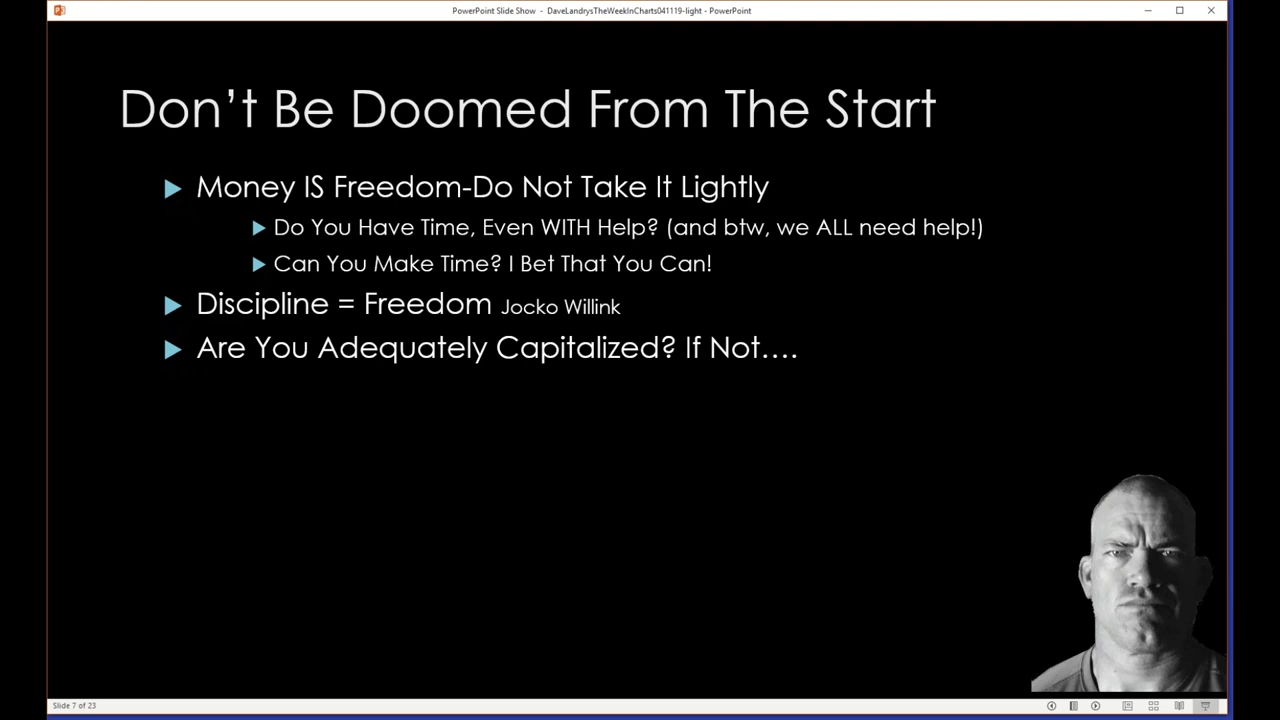 PowerPoint Slide Show - DaveLandrysTheWeekInCharts041119-light - PowerPoint
Don't Be Doomed From The Start
Money IS Freedom-Do Not Take It Lightly
Do You Have Time, Even WITH Help? (and btw, we ALL need help!)
Can You Make Time? I Bet That You Can!
Discipline = Freedom Jocko Willink
Are You Adequately Capitalized? If Not....
Slide 7 of 23